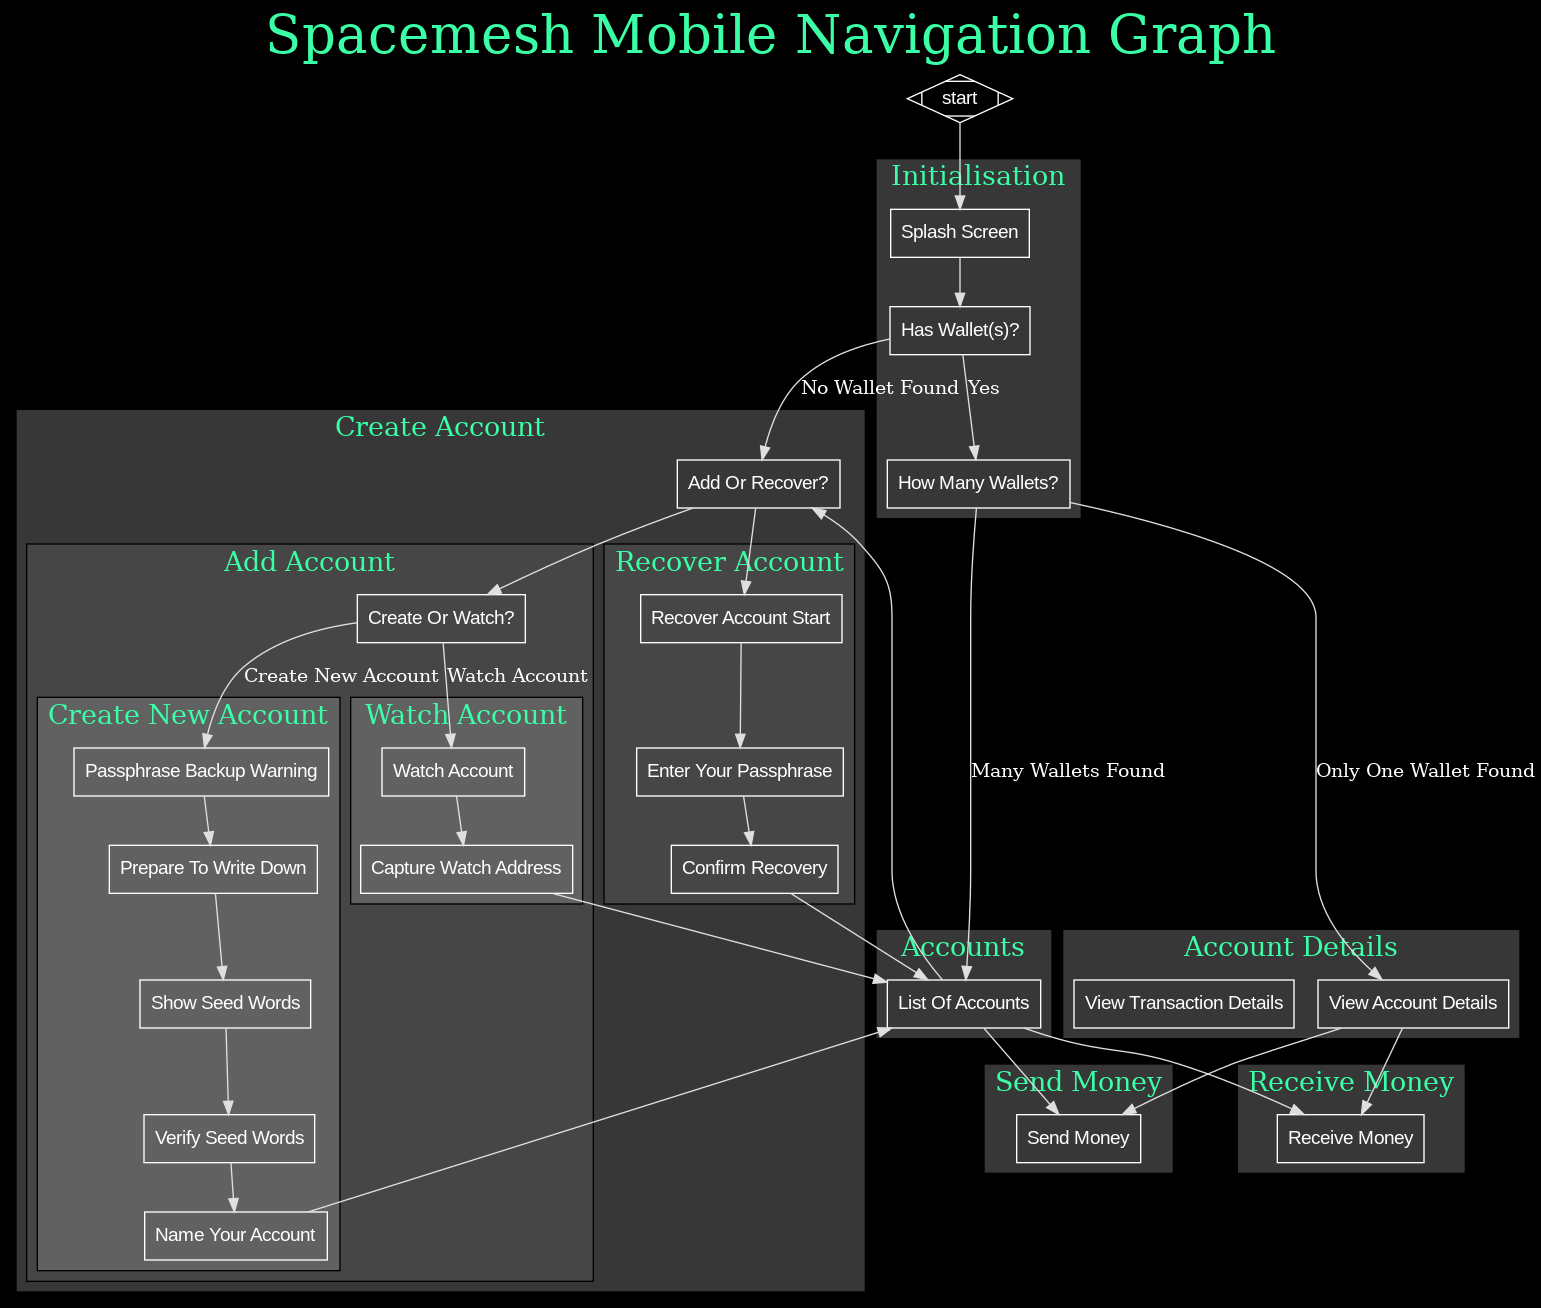 Spacemesh Mobile Navigation Graph
start
Initialisation
Splash Screen
Has Wallet(s)?
No Wallet Found
Yes
Create Account
Add Or Recover?
How Many Wallets?
Add Account
Recover Account
Create Or Watch?
Recover Account Start
Create New Account
Watch Account
Create New Account
Watch Account
Passphrase Backup Warning
Watch Account
Enter Your Passphrase
Many Wallets Found
Only One Wallet Found
Prepare To Write Down
Capture Watch Address
Confirm Recovery
Accounts
Account Details
Show Seed Words
List Of Accounts
View Transaction Details
View Account Details
Send Money
Receive Money
Verify Seed Words
Send Money
Receive Money
Name Your Account